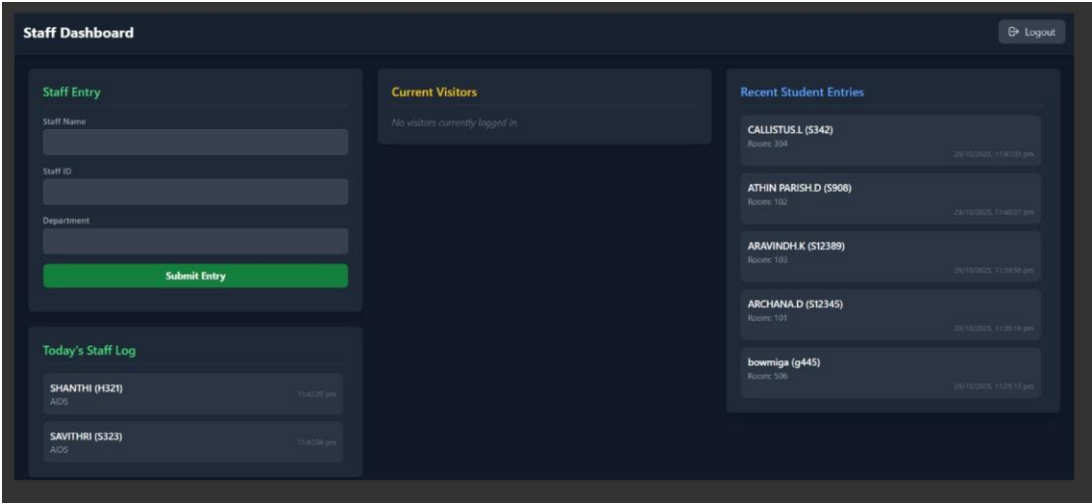 Staff Dashboard
Logout
Staff Entry
Staff Name
Staff ID
Department
Submit Entry
Today's Staff Log
SHANTHI (H321)
AIDS
SAVITHRI (S323)
AIDS
Current Visitors
No visitors currently logged in.
Recent Student Entries
CALLISTUS.L (S342)
Room: 304
ATHIN PARISH.D (S908)
Room: 102
ARAVINDH.K (S12389)
Room: 103
ARCHANA.D (S12345)
Room: 101
bowmiga (g445)
Room: 506